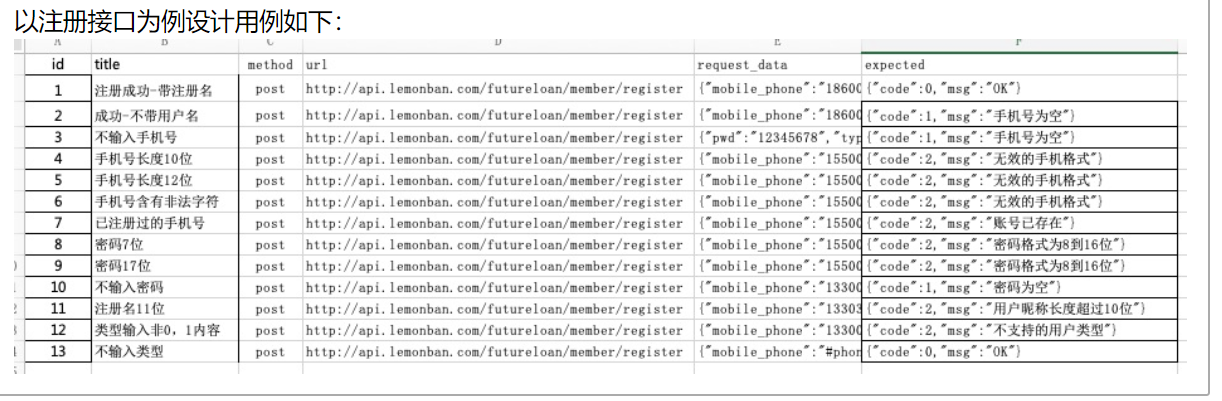 以注册接口为例设计用例如下：
A B C D E F
id title method url request_data expected
1 注册成功-带注册名 post http://api.lemonban.com/futureloan/member/register {"mobile_phone":"18600 {"code":0,"msg":"OK"}
2 成功-不带用户名 post http://api.lemonban.com/futureloan/member/register {"mobile_phone":"18600 {"code":1,"msg":"手机号为空"}
3 不输入手机号 post http://api.lemonban.com/futureloan/member/register {"pwd":"12345678","typ {"code":1,"msg":"手机号为空"}
4 手机号长度10位 post http://api.lemonban.com/futureloan/member/register {"mobile_phone":"15500 {"code":2,"msg":"无效的手机格式"}
5 手机号长度12位 post http://api.lemonban.com/futureloan/member/register {"mobile_phone":"15500 {"code":2,"msg":"无效的手机格式"}
6 手机号含有非法字符 post http://api.lemonban.com/futureloan/member/register {"mobile_phone":"15500 {"code":2,"msg":"无效的手机格式"}
7 已注册过的手机号 post http://api.lemonban.com/futureloan/member/register {"mobile_phone":"15500 {"code":2,"msg":"账号已存在"}
8 密码7位 post http://api.lemonban.com/futureloan/member/register {"mobile_phone":"15500 {"code":2,"msg":"密码格式为8到16位"}
9 密码17位 post http://api.lemonban.com/futureloan/member/register {"mobile_phone":"15500 {"code":2,"msg":"密码格式为8到16位"}
10 不输入密码 post http://api.lemonban.com/futureloan/member/register {"mobile_phone":"13300 {"code":1,"msg":"密码为空"}
11 注册名11位 post http://api.lemonban.com/futureloan/member/register {"mobile_phone":"13303 {"code":2,"msg":"用户昵称长度超过10位"}
12 类型输入非0，1内容 post http://api.lemonban.com/futureloan/member/register {"mobile_phone":"13300 {"code":2,"msg":"不支持的用户类型"}
13 不输入类型 post http://api.lemonban.com/futureloan/member/register {"mobile_phone":"#phon {"code":0,"msg":"OK"}